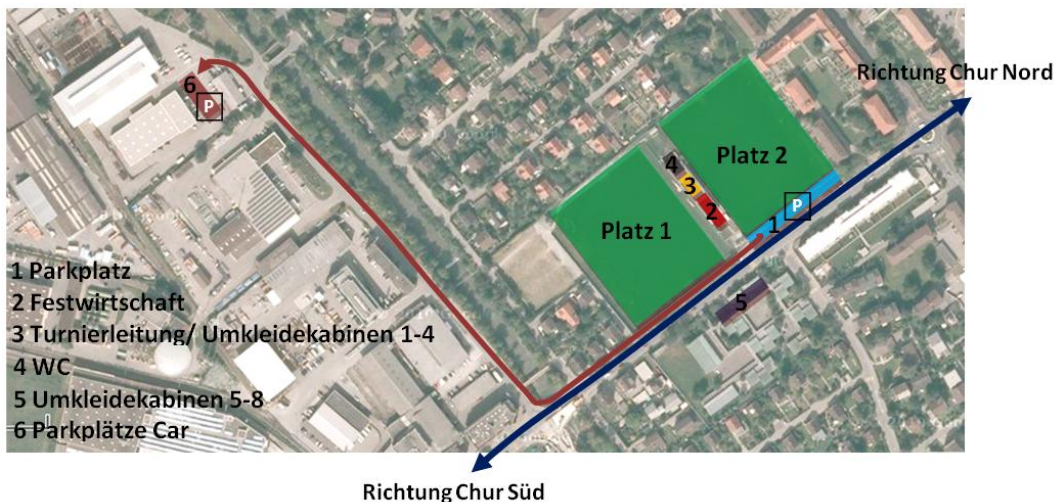 Richtung Chur Nord
6
P
4
Platz 2
3
2
P
Platz 1
1
5
1 Parkplatz
2 Festwirtschaft
3 Turnierleitung/ Umkleidekabinen 1-4
4 WC
5 Umkleidekabinen 5-8
6 Parkplätze Car
Richtung Chur Süd